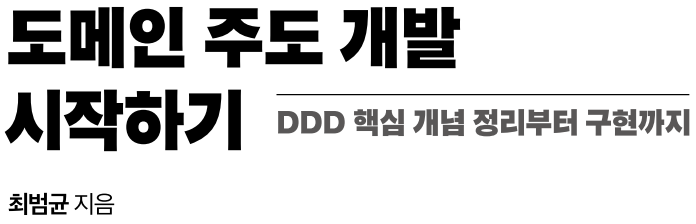 도메인 주도 개발
시작하기
DDD 핵심 개념 정리부터 구현까지
최범균 지음